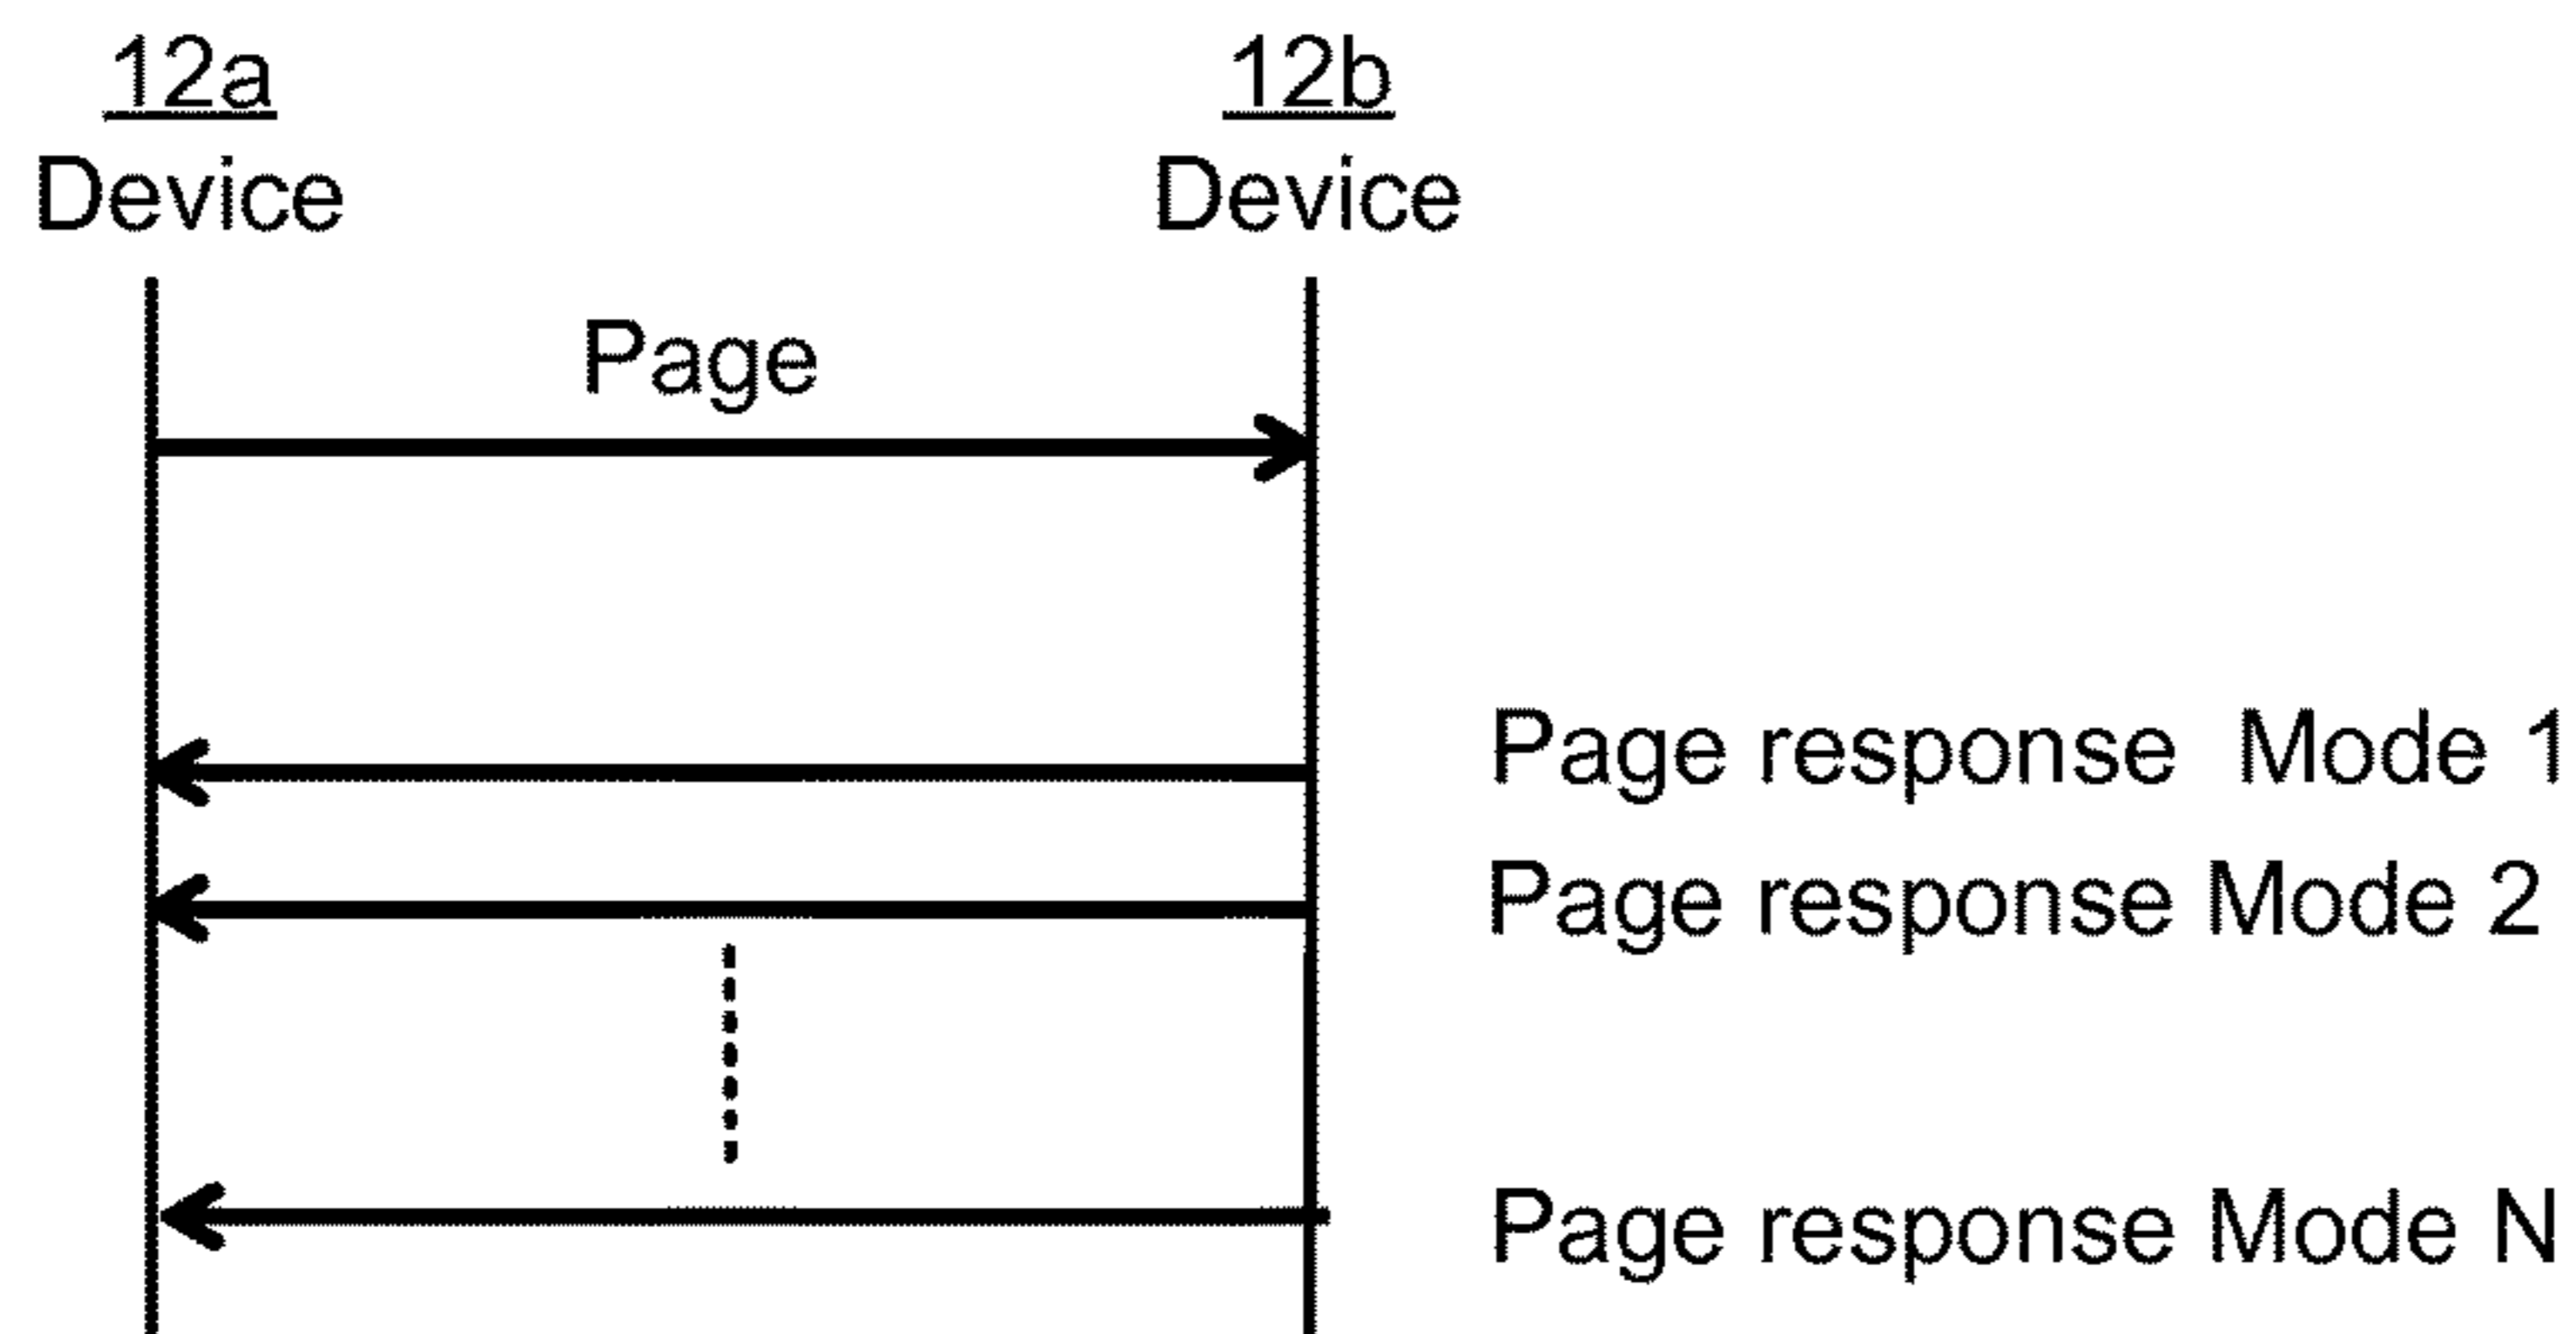 12a
Device
12b
Device
Page
Page response Mode 1
Page response Mode 2
Page response Mode N